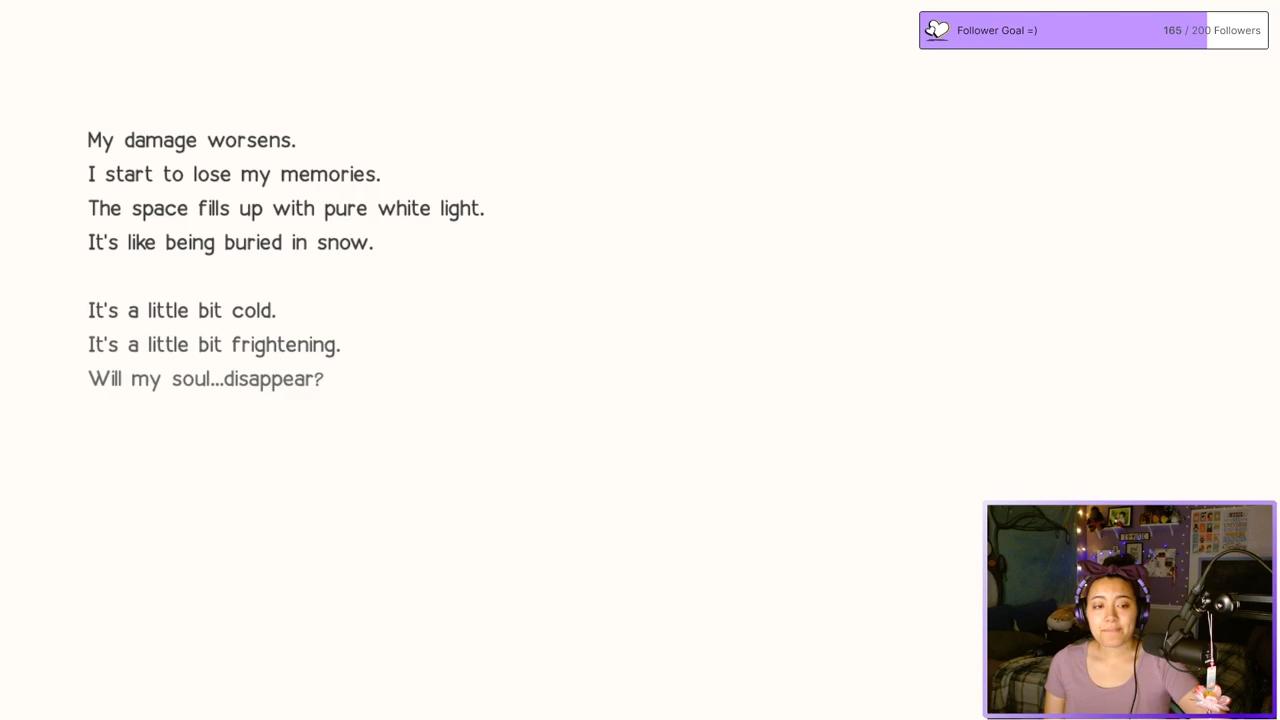 Follower Goal =)
165 / 200 Followers
My damage worsens.
I start to lose my memories.
The space fills up with pure white light.
It's like being buried in snow.
It's a little bit cold.
It's a little bit frightening.
Will my soul...disappear?